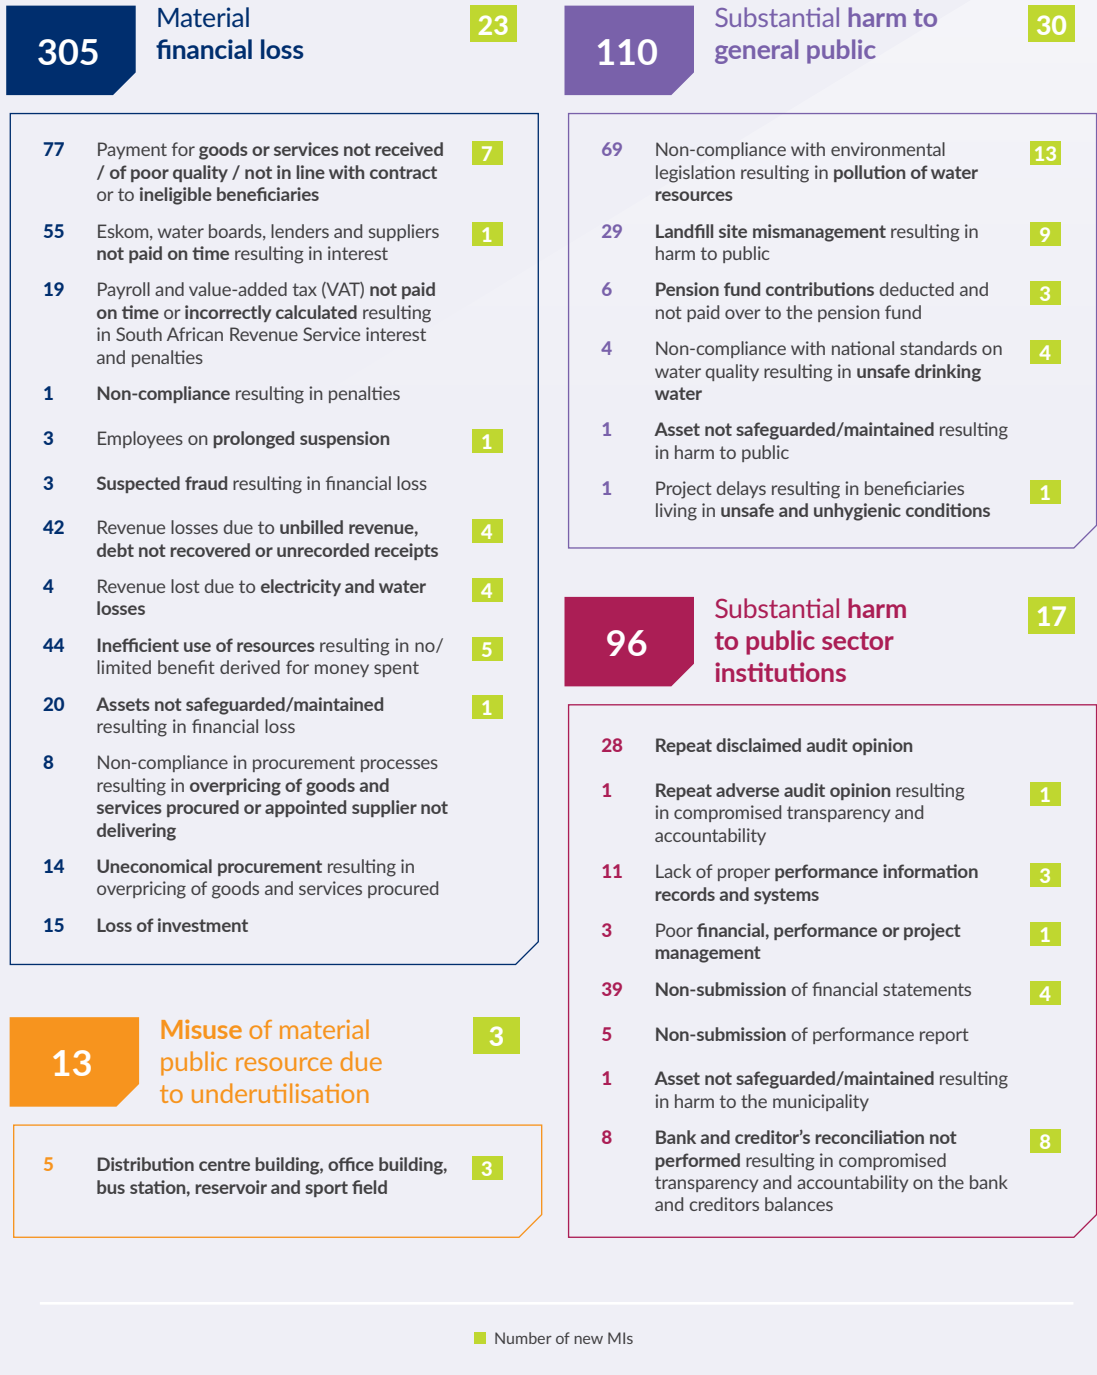 305
Material
financial loss
23
77 Payment for goods or services not received 7
/ of poor quality / not in line with contract
or to ineligible beneficiaries
55 Eskom, water boards, lenders and suppliers 1
not paid on time resulting in interest
19 Payroll and value-added tax (VAT) not paid
on time or incorrectly calculated resulting
in South African Revenue Service interest
and penalties
1 Non-compliance resulting in penalties
3 Employees on prolonged suspension 1
3 Suspected fraud resulting in financial loss
42 Revenue losses due to unbilled revenue, 4
debt not recovered or unrecorded receipts
4 Revenue lost due to electricity and water 4
losses
44 Inefficient use of resources resulting in no/ 5
limited benefit derived for money spent
20 Assets not safeguarded/maintained 1
resulting in financial loss
8 Non-compliance in procurement processes
resulting in overpricing of goods and
services procured or appointed supplier not
delivering
14 Uneconomical procurement resulting in
overpricing of goods and services procured
15 Loss of investment
13
Misuse of material
public resource due
to underutilisation
3
5 Distribution centre building, office building, 3
bus station, reservoir and sport field
110
Substantial harm to
general public
30
69 Non-compliance with environmental 13
legislation resulting in pollution of water
resources
29 Landfill site mismanagement resulting in 9
harm to public
6 Pension fund contributions deducted and 3
not paid over to the pension fund
4 Non-compliance with national standards on 4
water quality resulting in unsafe drinking
water
1 Asset not safeguarded/maintained resulting
in harm to public
1 Project delays resulting in beneficiaries 1
living in unsafe and unhygienic conditions
96
Substantial harm
to public sector
institutions
17
28 Repeat disclaimed audit opinion
1 Repeat adverse audit opinion resulting 1
in compromised transparency and
accountability
11 Lack of proper performance information 3
records and systems
3 Poor financial, performance or project 1
management
39 Non-submission of financial statements 4
5 Non-submission of performance report
1 Asset not safeguarded/maintained resulting
in harm to the municipality
8 Bank and creditor’s reconciliation not 8
performed resulting in compromised
transparency and accountability on the bank
and creditors balances
Number of new MIs